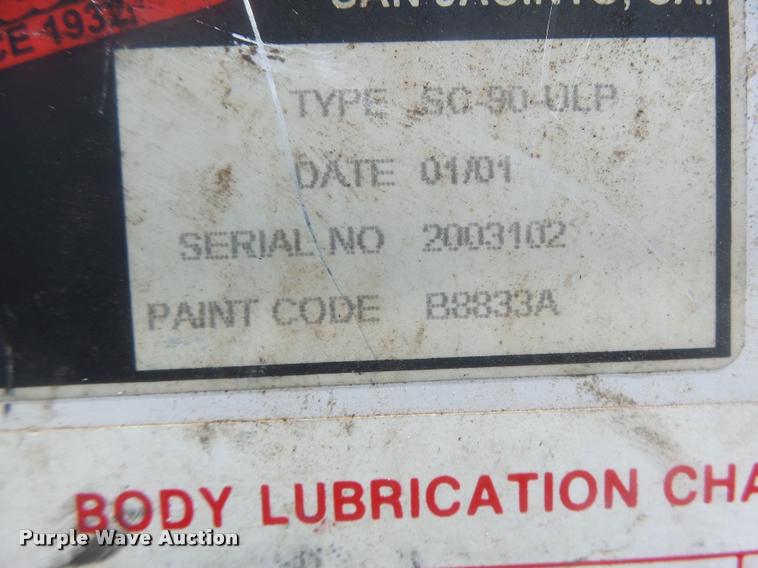 SAN JACINTO, CA.
CE 1932
TYPE SC-90-ULP
DATE 01/01
SERIAL NO 2003102
PAINT CODE B8833A
BODY LUBRICATION CHA
Purple Wave Auction